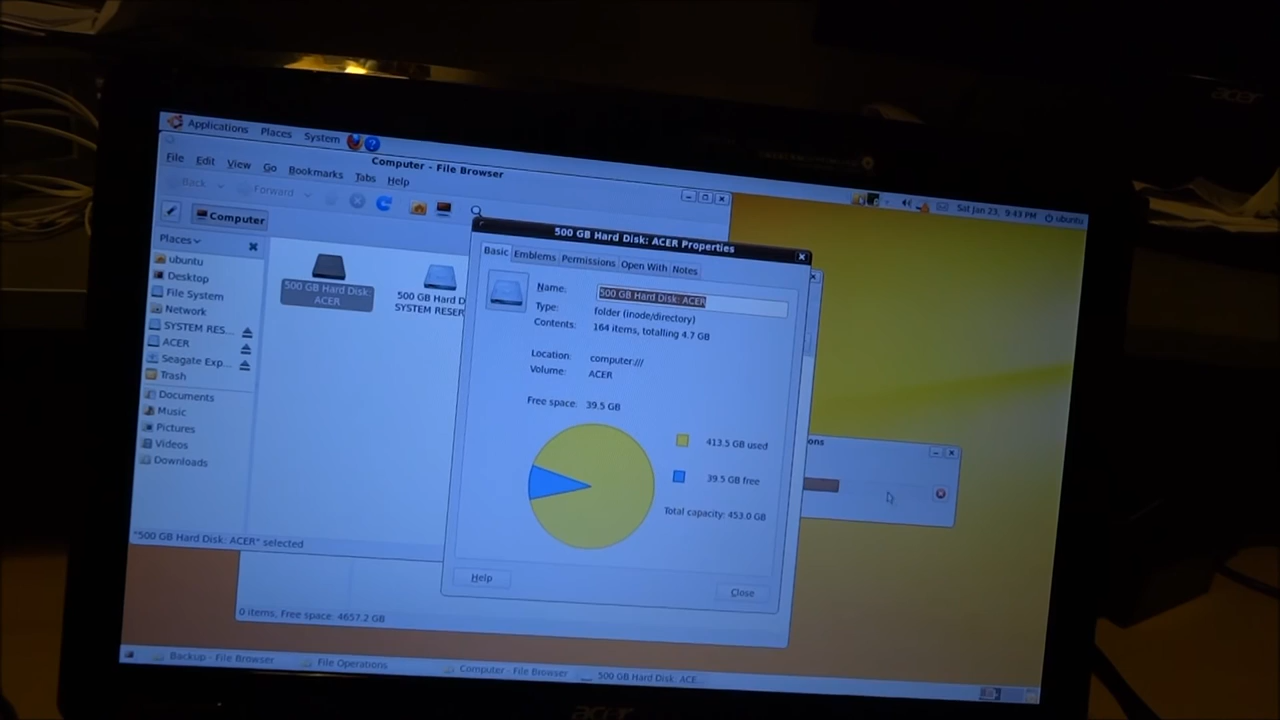 acer
Applications Places System
Sat Jan 23, 9:43 PM ubuntu
Computer - File Browser
File Edit View Go Bookmarks Tabs Help
Back Forward
Computer
Places
ubuntu
Desktop
File System
Network
SYSTEM RES...
ACER
Seagate Exp...
Trash
Documents
Music
Pictures
Videos
Downloads
500 GB Hard Disk:
ACER
500 GB Hard D
SYSTEM RESER
"500 GB Hard Disk: ACER" selected
500 GB Hard Disk: ACER Properties
Basic Emblems Permissions Open With Notes
Name: 500 GB Hard Disk: ACER
Type: folder (inode/directory)
Contents: 164 items, totalling 4.7 GB
Location: computer:///
Volume: ACER
Free space: 39.5 GB
413.5 GB used
39.5 GB free
Total capacity: 453.0 GB
Help Close
ons
0 items, Free space: 4657.2 GB
Backup - File Browser File Operations Computer - File Browser 500 GB Hard Disk: ACE...
acer